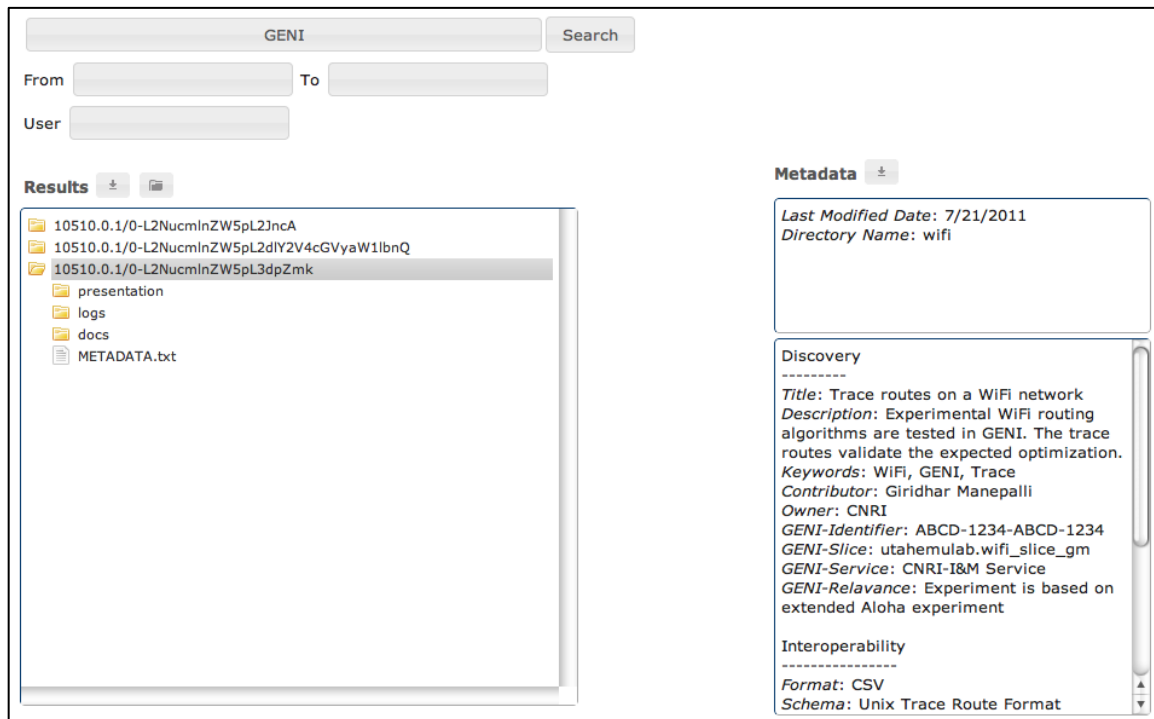 GENI
Search
From
To
User
Results
10510.0.1/0-L2NucmlnZW5pL2JncA
10510.0.1/0-L2NucmlnZW5pL2dlY2V4cGVyaW1lbnQ
10510.0.1/0-L2NucmlnZW5pL3dpZmk
presentation
logs
docs
METADATA.txt
Metadata
Last Modified Date: 7/21/2011
Directory Name: wifi
Discovery
---------
Title: Trace routes on a WiFi network
Description: Experimental WiFi routing
algorithms are tested in GENI. The trace
routes validate the expected optimization.
Keywords: WiFi, GENI, Trace
Contributor: Giridhar Manepalli
Owner: CNRI
GENI-Identifier: ABCD-1234-ABCD-1234
GENI-Slice: utahemulab.wifi_slice_gm
GENI-Service: CNRI-I&M Service
GENI-Relavance: Experiment is based on
extended Aloha experiment
Interoperability
----------------
Format: CSV
Schema: Unix Trace Route Format